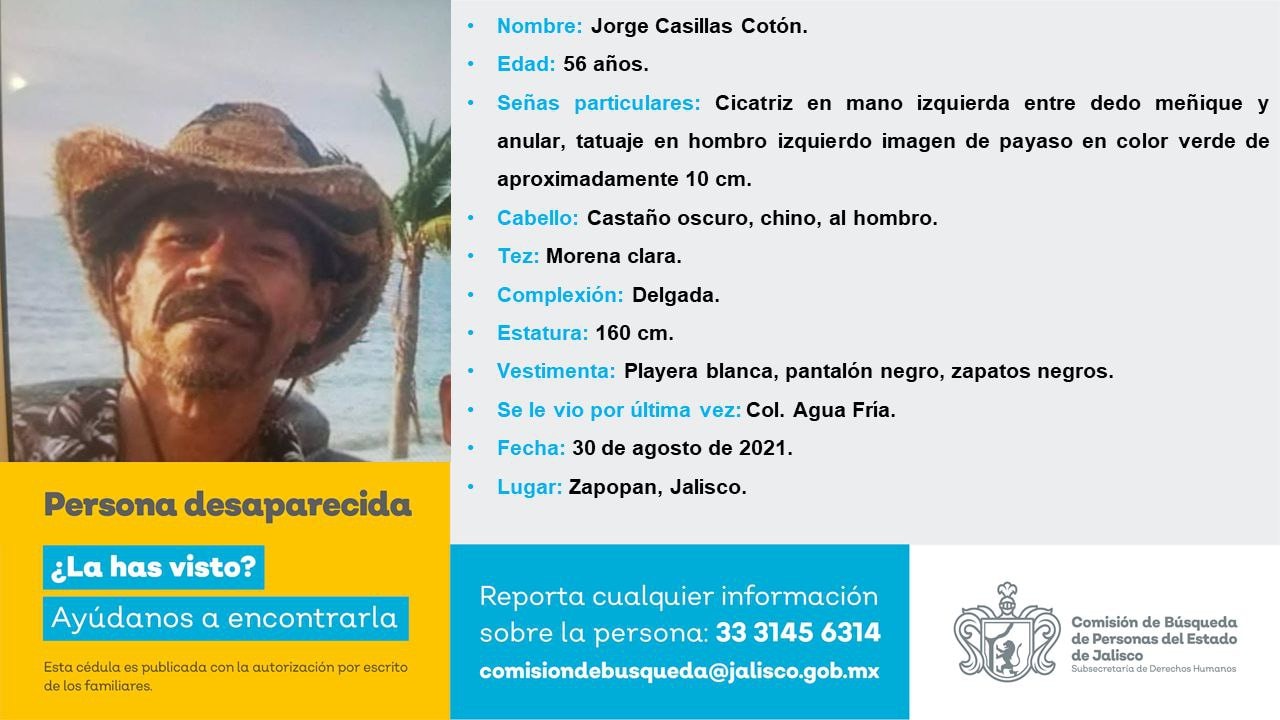 • Nombre: Jorge Casillas Cotón.
• Edad: 56 años.
• Señas particulares: Cicatriz en mano izquierda entre dedo meñique y
anular, tatuaje en hombro izquierdo imagen de payaso en color verde de
aproximadamente 10 cm.
• Cabello: Castaño oscuro, chino, al hombro.
• Tez: Morena clara.
• Complexión: Delgada.
• Estatura: 160 cm.
• Vestimenta: Playera blanca, pantalón negro, zapatos negros.
• Se le vio por última vez: Col. Agua Fría.
• Fecha: 30 de agosto de 2021.
• Lugar: Zapopan, Jalisco.
Persona desaparecida
¿La has visto?
Ayúdanos a encontrarla
Esta cédula es publicada con la autorización por escrito
de los familiares.
Reporta cualquier información
sobre la persona: 33 3145 6314
comisiondebusqueda@jalisco.gob.mx
Comisión de Búsqueda
de Personas del Estado
de Jalisco
Subsecretaría de Derechos Humanos